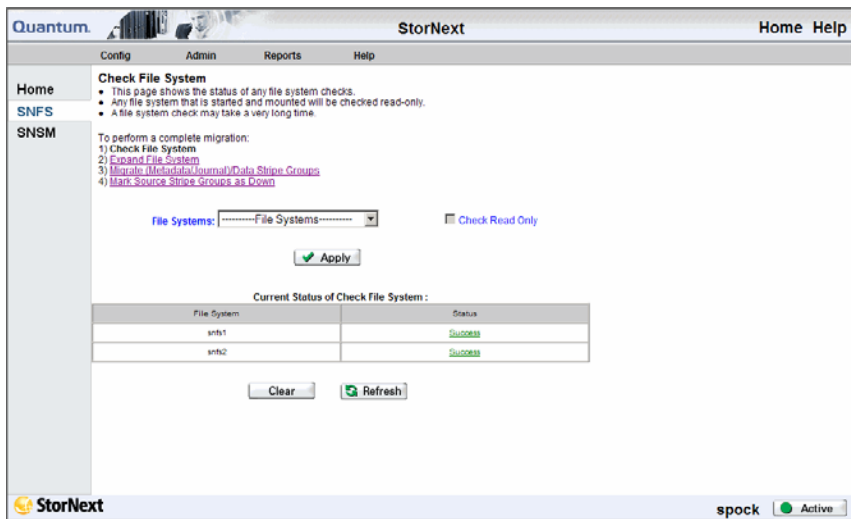 Quantum. StorNext Home Help
Config Admin Reports Help
Home
SNFS
SNSM
Check File System
• This page shows the status of any file system checks.
• Any file system that is started and mounted will be checked read-only.
• A file system check may take a very long time.
To perform a complete migration:
1) Check File System
2) Expand File System
3) Migrate (Metadata/Journal)/Data Stripe Groups
4) Mark Source Stripe Groups as Down
File Systems: ----------File Systems---------- Check Read Only
Apply
Current Status of Check File System :
File System Status
snfs1 Success
snfs2 Success
Clear Refresh
StorNext spock Active